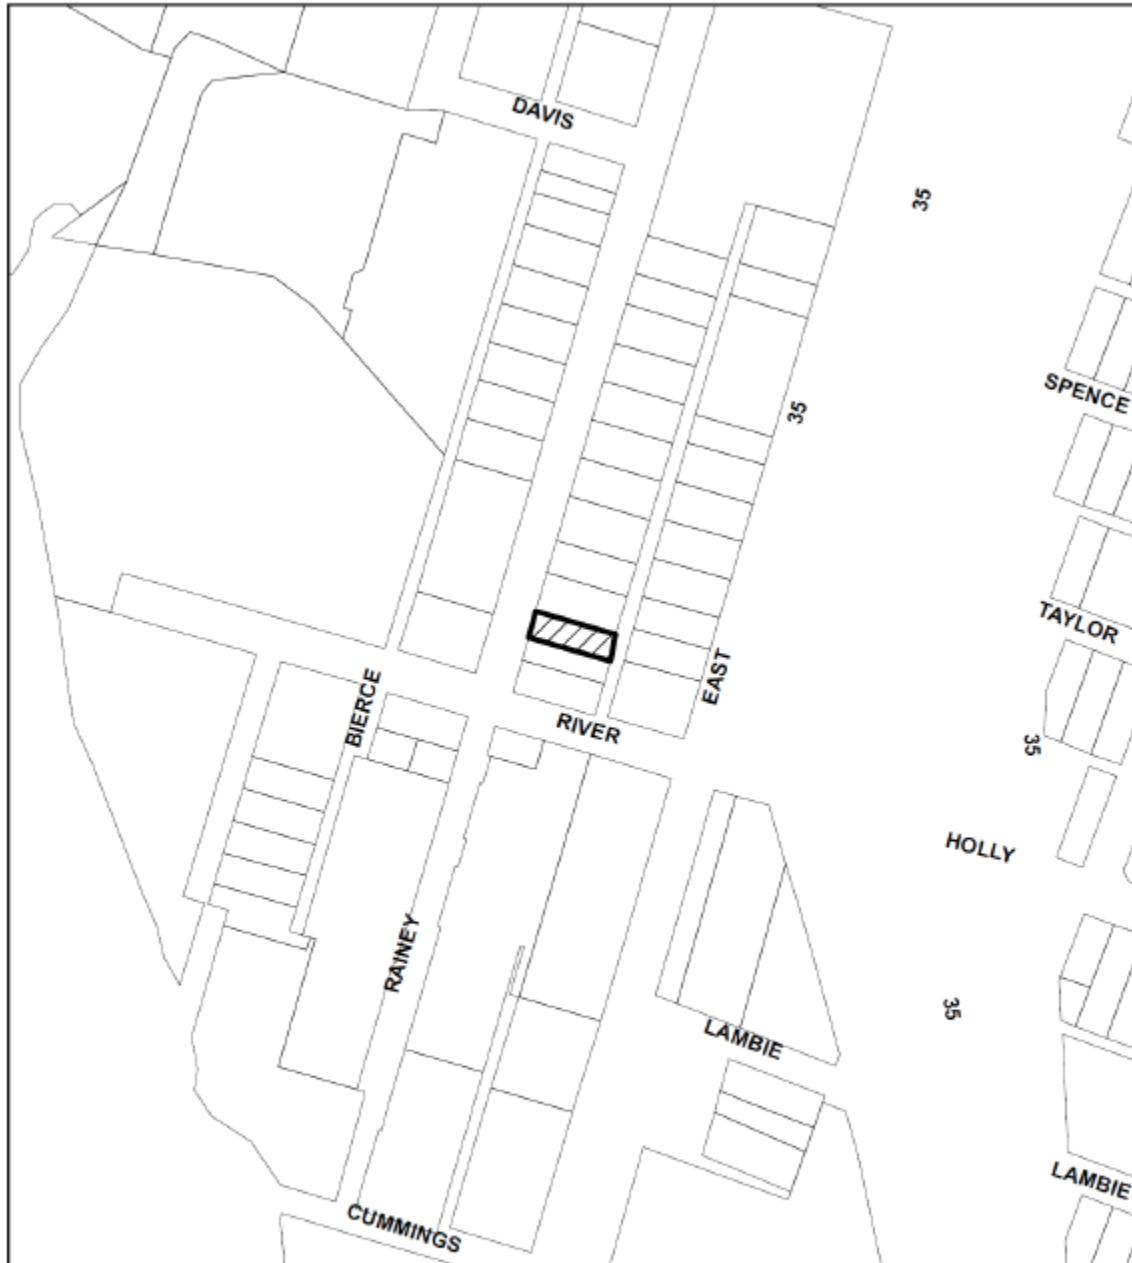 DAVIS
35
SPENCE
35
TAYLOR
EAST
BIERCE
RIVER
35
HOLLY
RAINEY
35
LAMBIE
LAMBIE
CUMMINGS